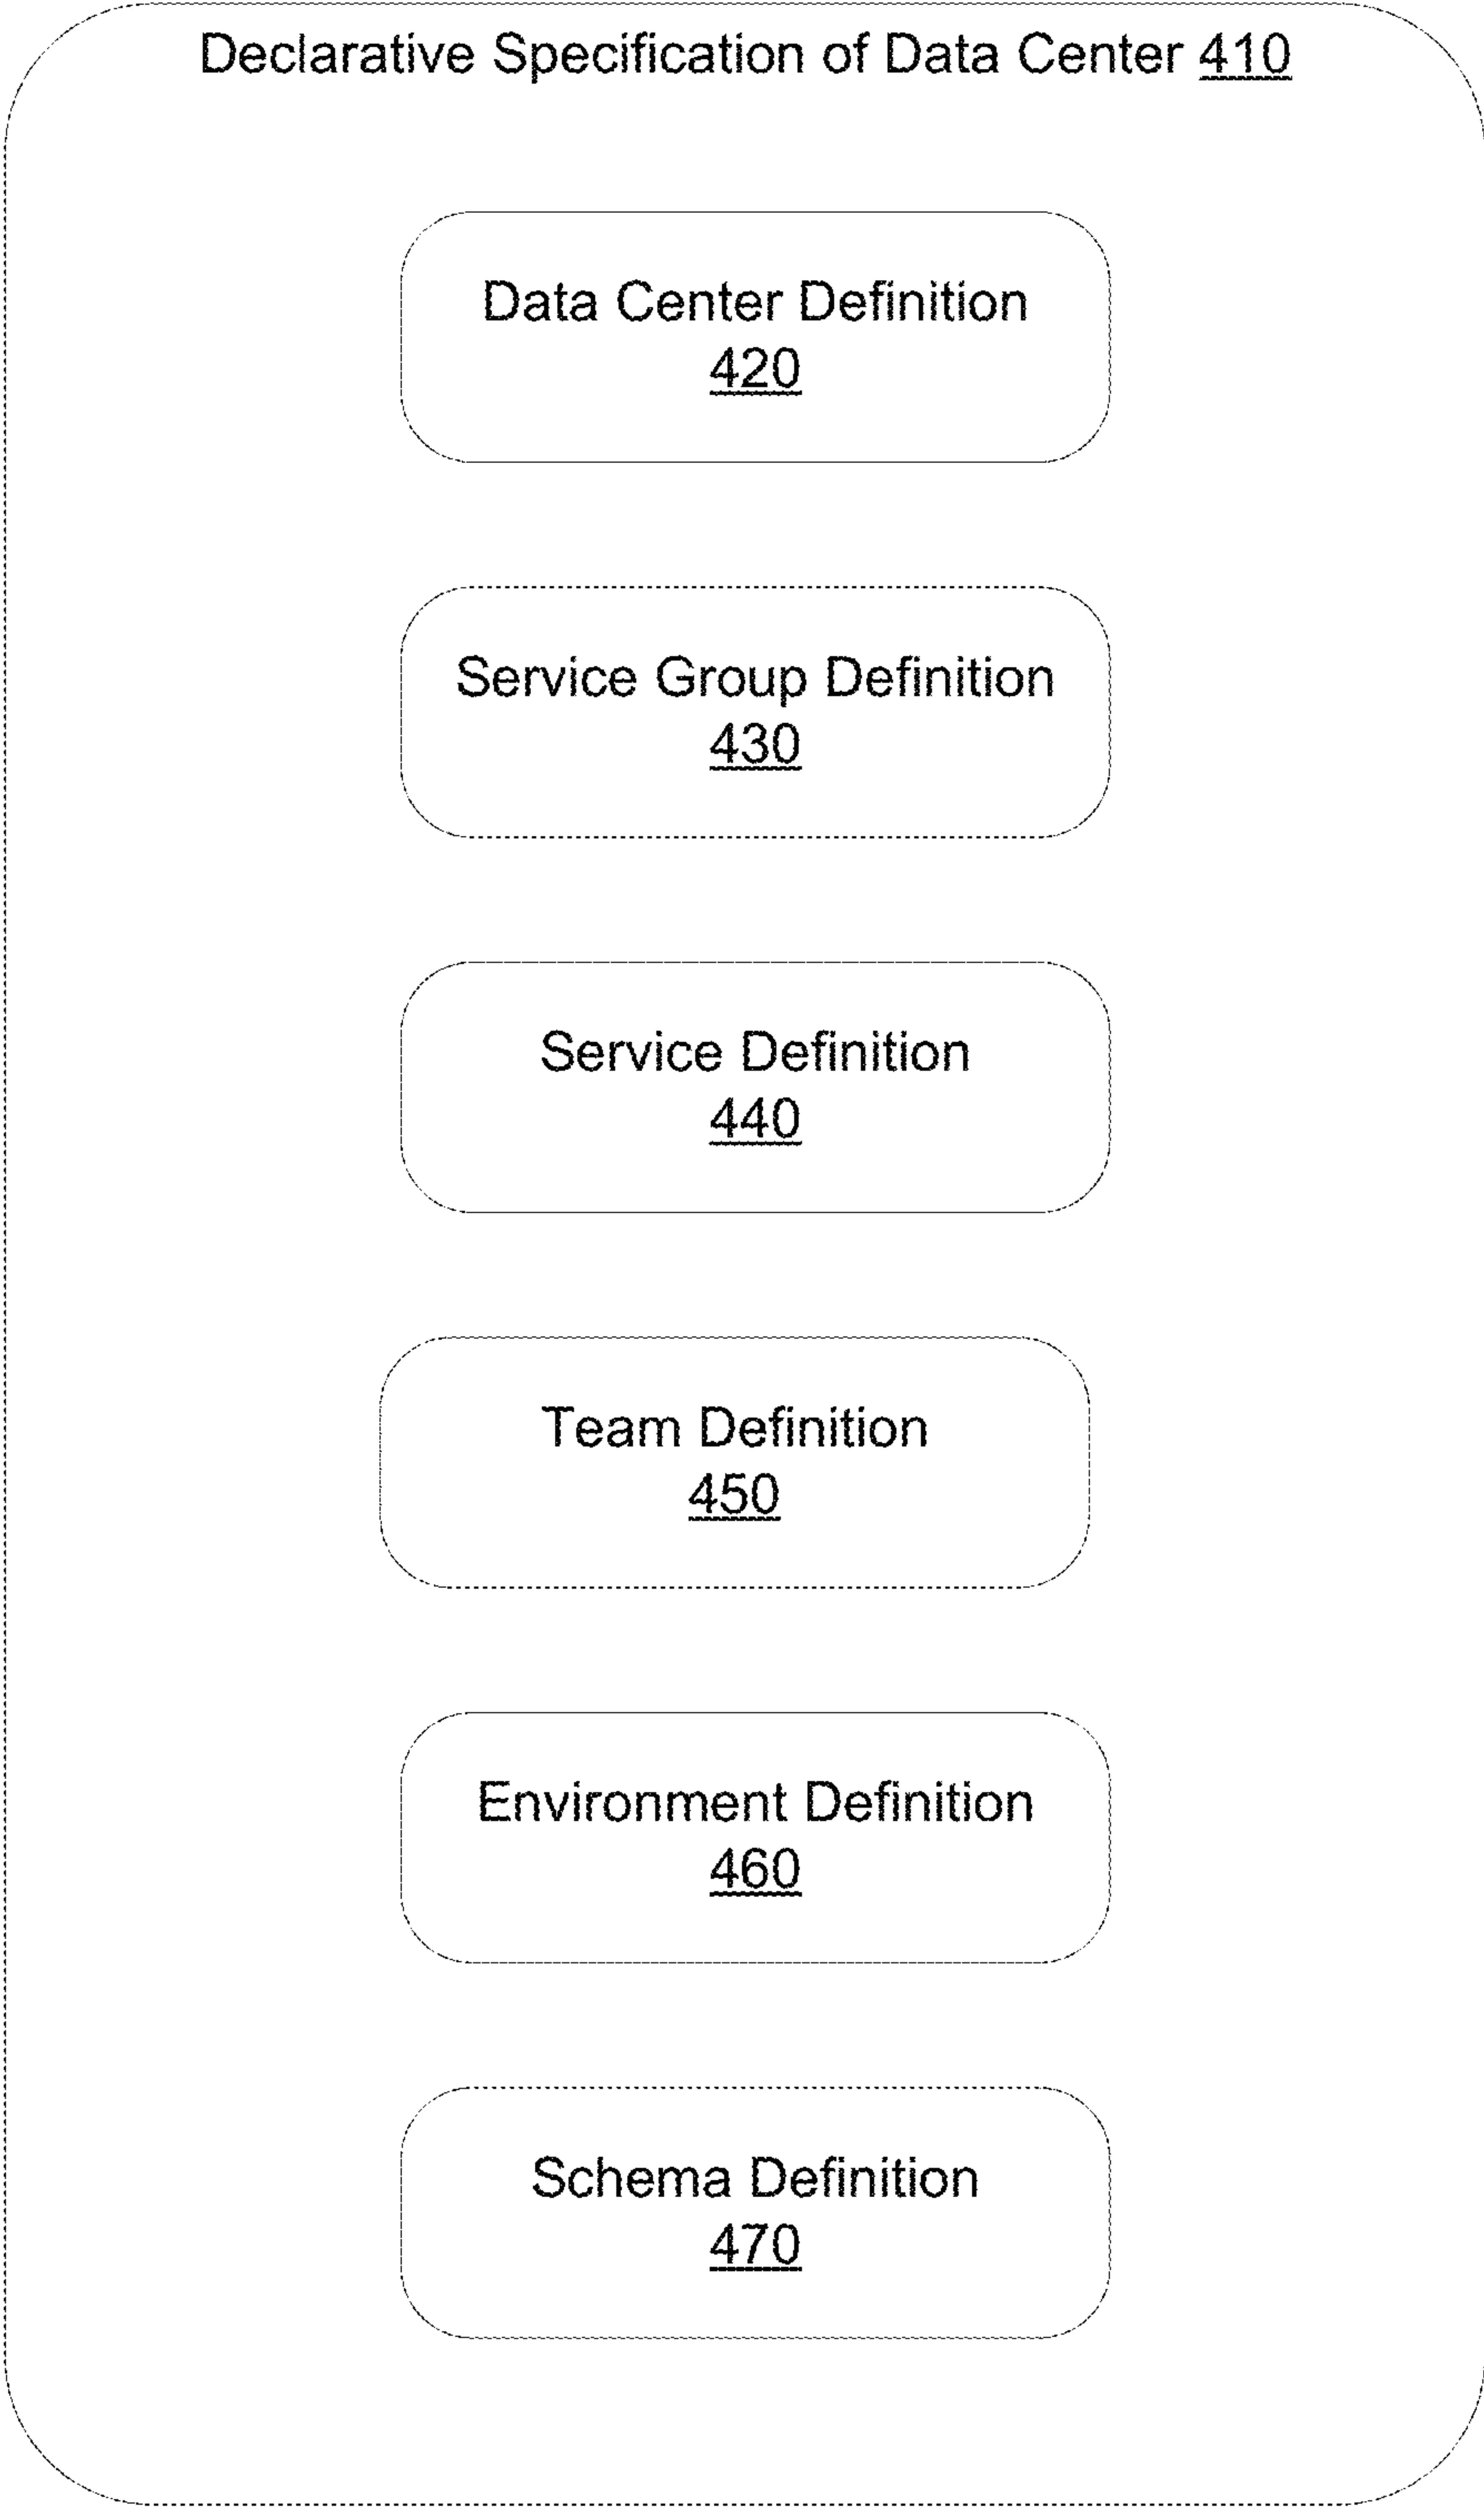 Declarative Specification of Data Center 410
Data Center Definition
420
Service Group Definition
430
Service Definition
440
Team Definition
450
Environment Definition
460
Schema Definition
470